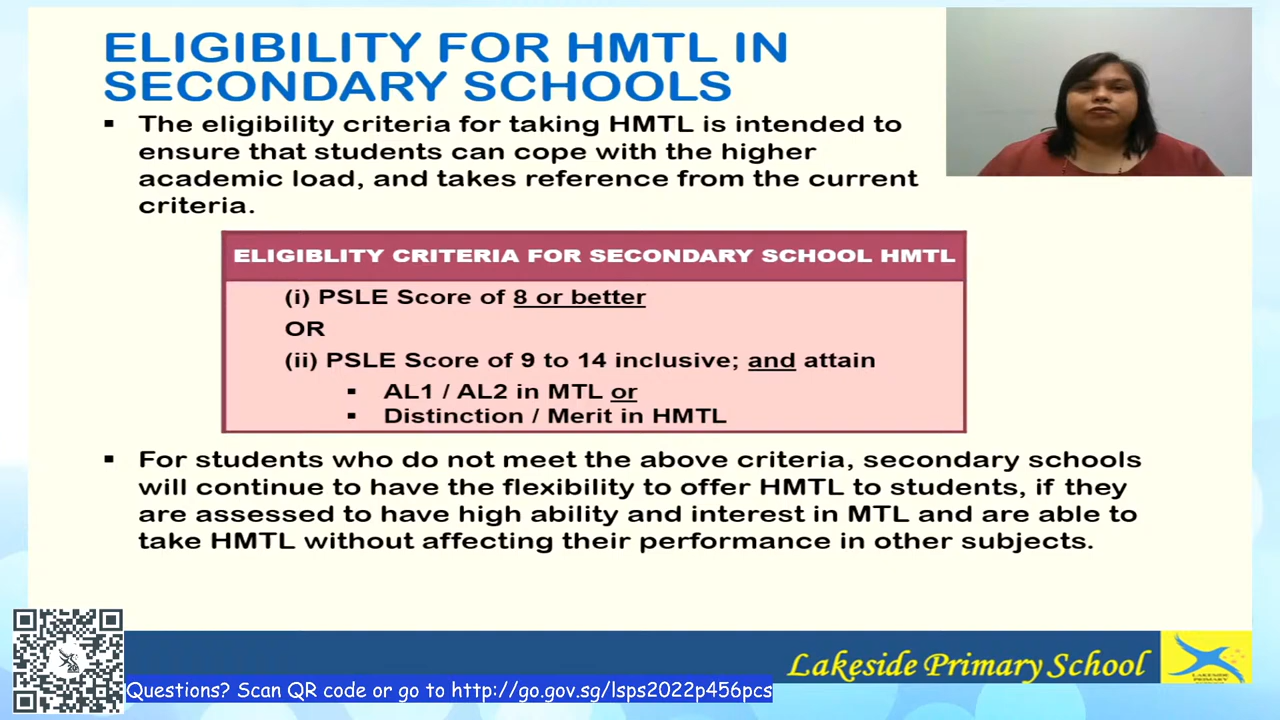 ELIGIBILITY FOR HMTL IN
SECONDARY SCHOOLS
▪ The eligibility criteria for taking HMTL is intended to
ensure that students can cope with the higher
academic load, and takes reference from the current
criteria.
ELIGIBLITY CRITERIA FOR SECONDARY SCHOOL HMTL
(i) PSLE Score of 8 or better
OR
(ii) PSLE Score of 9 to 14 inclusive; and attain
▪ AL1 / AL2 in MTL or
▪ Distinction / Merit in HMTL
▪ For students who do not meet the above criteria, secondary schools
will continue to have the flexibility to offer HMTL to students, if they
are assessed to have high ability and interest in MTL and are able to
take HMTL without affecting their performance in other subjects.
Lakeside Primary School
LAKESIDE PRIMARY
Questions? Scan QR code or go to http://go.gov.sg/lsps2022p456pcs